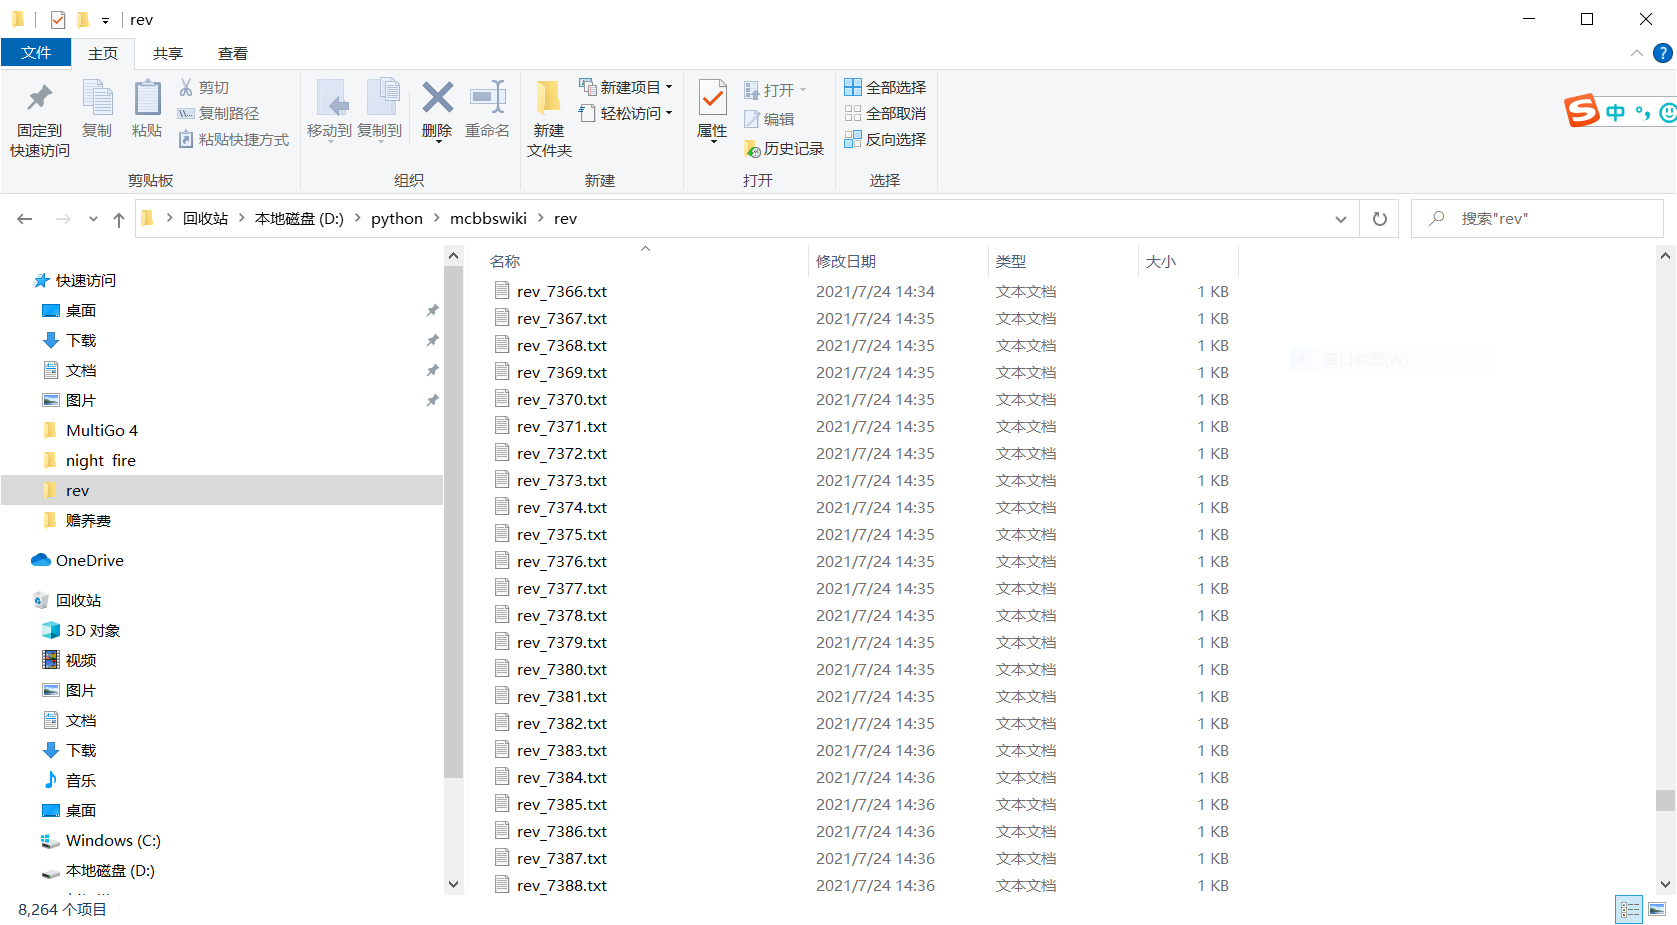 rev
文件 主页 共享 查看
固定到
快速访问
复制
粘贴
剪切
复制路径
粘贴快捷方式
剪贴板
移动到
复制到
删除
重命名
组织
新建
文件夹
新建项目
轻松访问
新建
属性
打开
编辑
历史记录
打开
全部选择
全部取消
反向选择
选择
S 中
回收站 本地磁盘 (D:) python mcbbswiki rev
搜索"rev"
快速访问
桌面
下载
文档
图片
MultiGo 4
night fire
rev
赡养费
OneDrive
回收站
3D 对象
视频
图片
文档
下载
音乐
桌面
Windows (C:)
本地磁盘 (D:)
名称 修改日期 类型 大小
rev_7366.txt 2021/7/24 14:34 文本文档 1 KB
rev_7367.txt 2021/7/24 14:35 文本文档 1 KB
rev_7368.txt 2021/7/24 14:35 文本文档 1 KB
rev_7369.txt 2021/7/24 14:35 文本文档 1 KB
rev_7370.txt 2021/7/24 14:35 文本文档 1 KB
rev_7371.txt 2021/7/24 14:35 文本文档 1 KB
rev_7372.txt 2021/7/24 14:35 文本文档 1 KB
rev_7373.txt 2021/7/24 14:35 文本文档 1 KB
rev_7374.txt 2021/7/24 14:35 文本文档 1 KB
rev_7375.txt 2021/7/24 14:35 文本文档 1 KB
rev_7376.txt 2021/7/24 14:35 文本文档 1 KB
rev_7377.txt 2021/7/24 14:35 文本文档 1 KB
rev_7378.txt 2021/7/24 14:35 文本文档 1 KB
rev_7379.txt 2021/7/24 14:35 文本文档 1 KB
rev_7380.txt 2021/7/24 14:35 文本文档 1 KB
rev_7381.txt 2021/7/24 14:35 文本文档 1 KB
rev_7382.txt 2021/7/24 14:35 文本文档 1 KB
rev_7383.txt 2021/7/24 14:36 文本文档 1 KB
rev_7384.txt 2021/7/24 14:36 文本文档 1 KB
rev_7385.txt 2021/7/24 14:36 文本文档 1 KB
rev_7386.txt 2021/7/24 14:36 文本文档 1 KB
rev_7387.txt 2021/7/24 14:36 文本文档 1 KB
rev_7388.txt 2021/7/24 14:36 文本文档 1 KB
窗口截图(W)
8,264 个项目